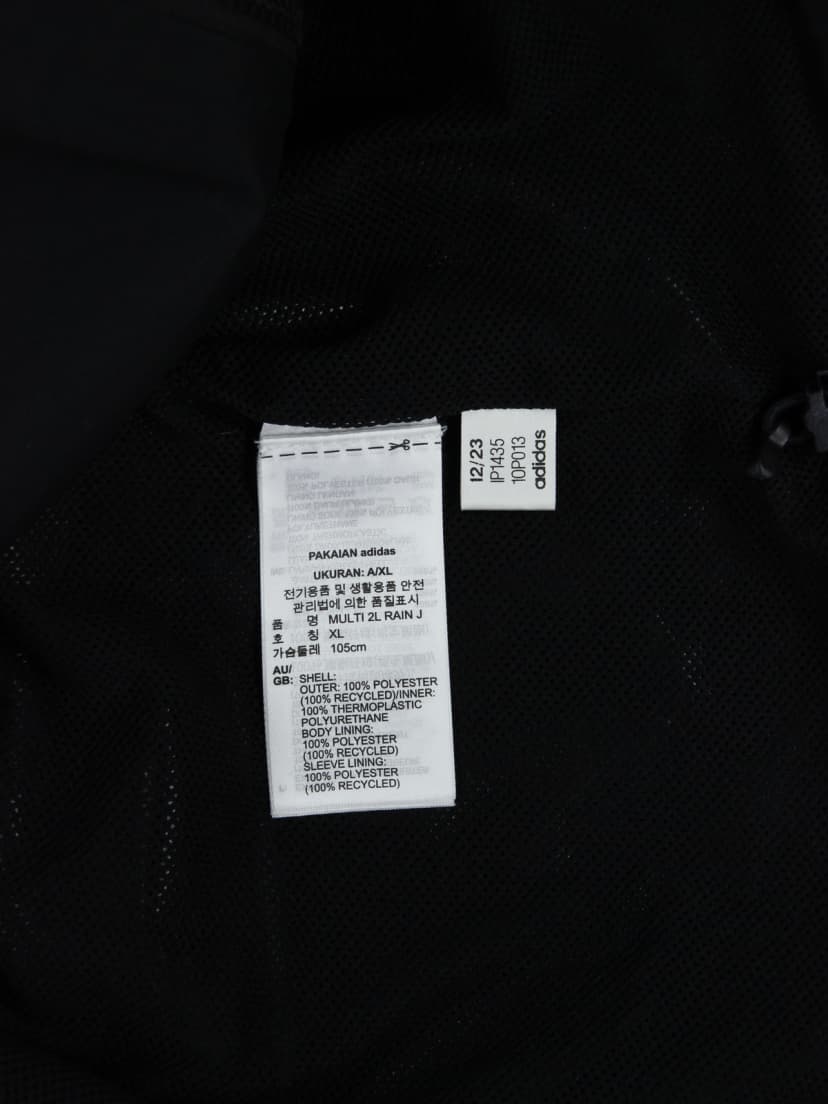 PAKAIAN adidas
UKURAN: A/XL
전기용품 및 생활용품 안전
관리법에 의한 품질표시
품 명 MULTI 2L RAIN J
호 칭 XL
가슴둘레 105cm
AU/
GB: SHELL:
OUTER: 100% POLYESTER
(100% RECYCLED)/INNER:
100% THERMOPLASTIC
POLYURETHANE
BODY LINING:
100% POLYESTER
(100% RECYCLED)
SLEEVE LINING:
100% POLYESTER
(100% RECYCLED)
12/23
IP1435
10P013
adidas